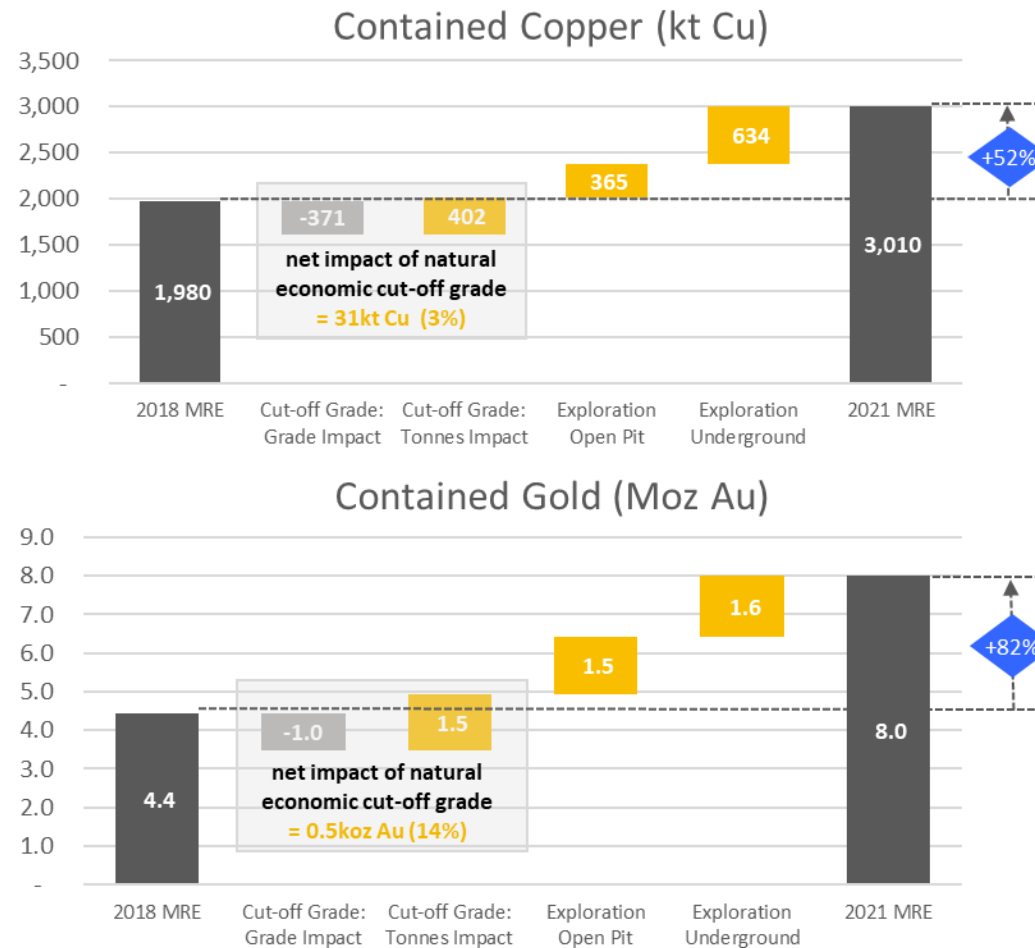 Contained Copper (kt Cu)
3,500
3,000
2,500
2,000
1,500
1,000
500
-
1,980
-371
402
365
634
3,010
+52%
net impact of natural
economic cut-off grade
= 31kt Cu (3%)
2018 MRE
Cut-off Grade:
Grade Impact
Cut-off Grade:
Tonnes Impact
Exploration
Open Pit
Exploration
Underground
2021 MRE
Contained Gold (Moz Au)
9.0
8.0
7.0
6.0
5.0
4.0
3.0
2.0
1.0
-
4.4
-1.0
1.5
1.5
1.6
8.0
+82%
net impact of natural
economic cut-off grade
= 0.5koz Au (14%)
2018 MRE
Cut-off Grade:
Grade Impact
Cut-off Grade:
Tonnes Impact
Exploration
Open Pit
Exploration
Underground
2021 MRE